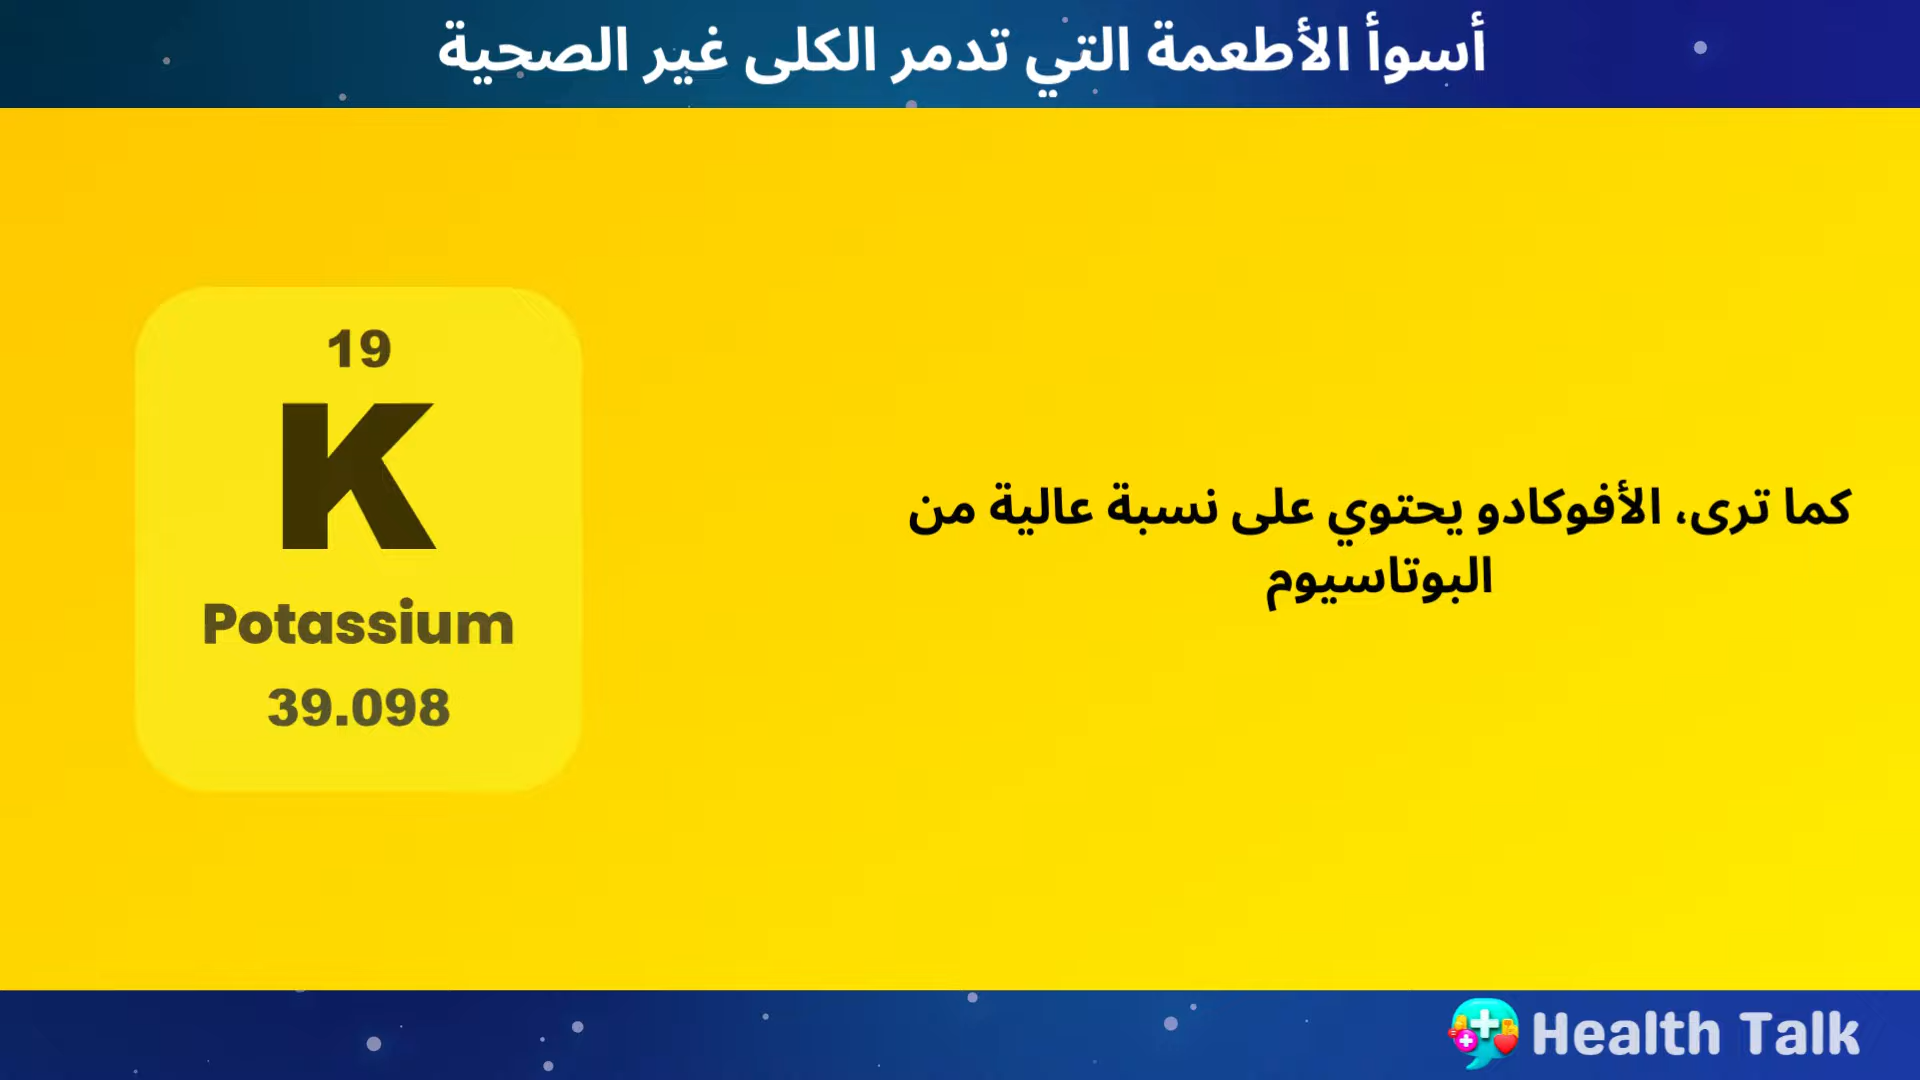 أسوأ الأطعمة التي تدمر الكلى غير الصحية
19
K
Potassium
39.098
كما ترى، الأفوكادو يحتوي على نسبة عالية من
البوتاسيوم
Health Talk